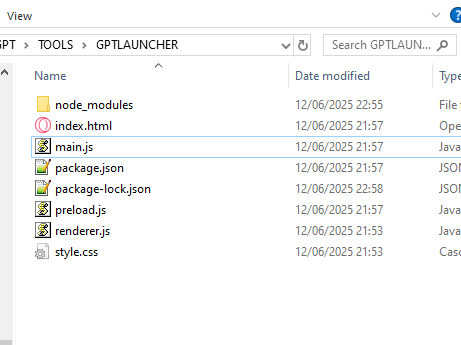 View
GPT > TOOLS > GPTLAUNCHER
Search GPTLAUN...
Name Date modified Type
node_modules 12/06/2025 22:55 File
index.html 12/06/2025 21:57 Ope
main.js 12/06/2025 21:57 Java
package.json 12/06/2025 21:57 JSON
package-lock.json 12/06/2025 22:58 JSON
preload.js 12/06/2025 21:57 Java
renderer.js 12/06/2025 21:53 Java
style.css 12/06/2025 21:53 Casc